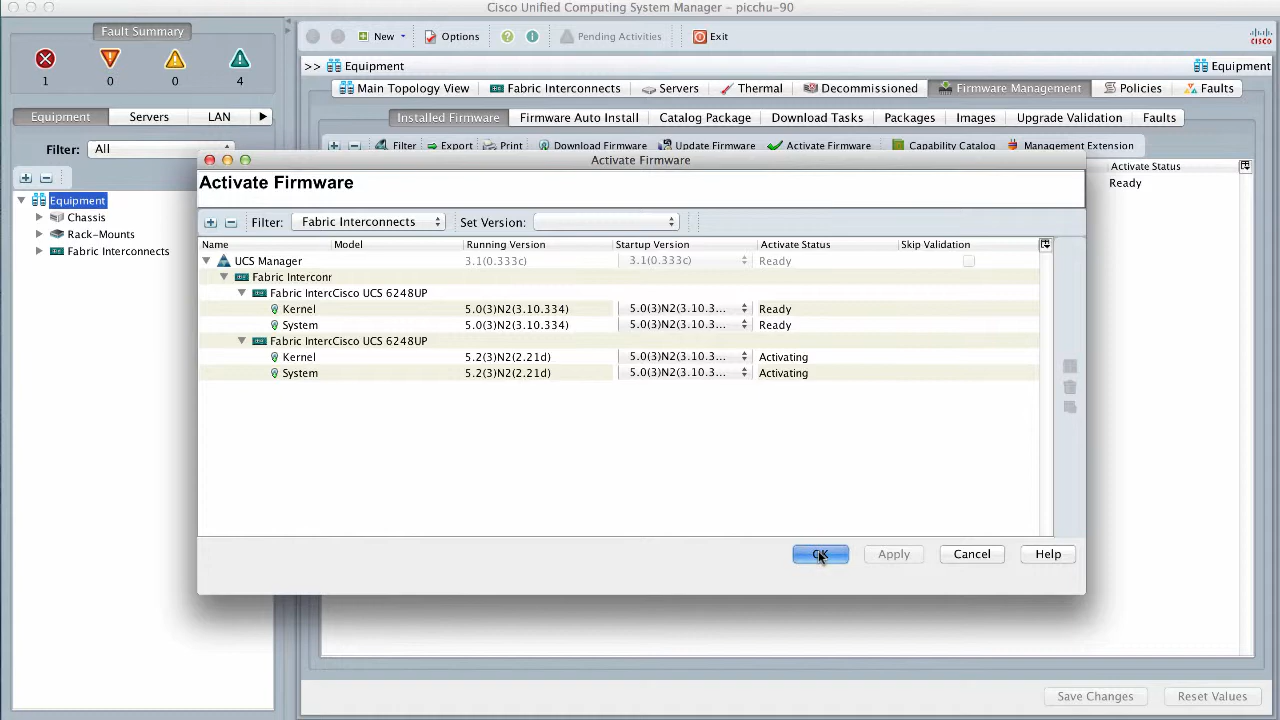 Cisco Unified Computing System Manager - picchu-90
Fault Summary
1 0 0 4
New Options Pending Activities Exit
CISCO
>> Equipment Equipment
Main Topology View Fabric Interconnects Servers Thermal Decommissioned Firmware Management Policies Faults
Equipment Servers LAN
Installed Firmware Firmware Auto Install Catalog Package Download Tasks Packages Images Upgrade Validation Faults
Filter: All
Filter Export Print Download Firmware Update Firmware Activate Firmware Capability Catalog Management Extension
Activate Status
Ready
Equipment
Chassis
Rack-Mounts
Fabric Interconnects
Activate Firmware
Activate Firmware
Filter: Fabric Interconnects Set Version:
Name Model Running Version Startup Version Activate Status Skip Validation
UCS Manager 3.1(0.333c) 3.1(0.333c) Ready
Fabric Interconr
Fabric Interc Cisco UCS 6248UP
Kernel 5.0(3)N2(3.10.334) 5.0(3)N2(3.10.3... Ready
System 5.0(3)N2(3.10.334) 5.0(3)N2(3.10.3... Ready
Fabric Interc Cisco UCS 6248UP
Kernel 5.2(3)N2(2.21d) 5.0(3)N2(3.10.3... Activating
System 5.2(3)N2(2.21d) 5.0(3)N2(3.10.3... Activating
OK Apply Cancel Help
Save Changes Reset Values